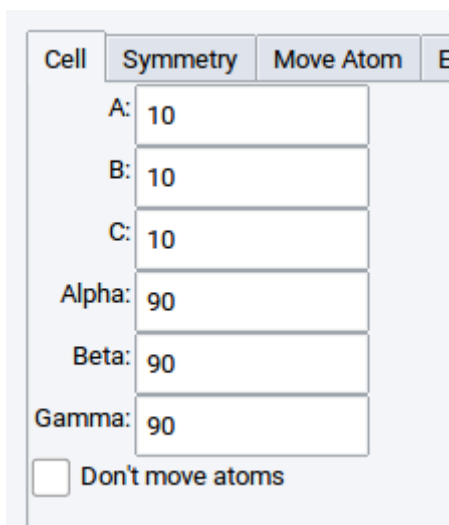 Cell Symmetry Move Atom E
A: 10
B: 10
C: 10
Alpha: 90
Beta: 90
Gamma: 90
Don't move atoms